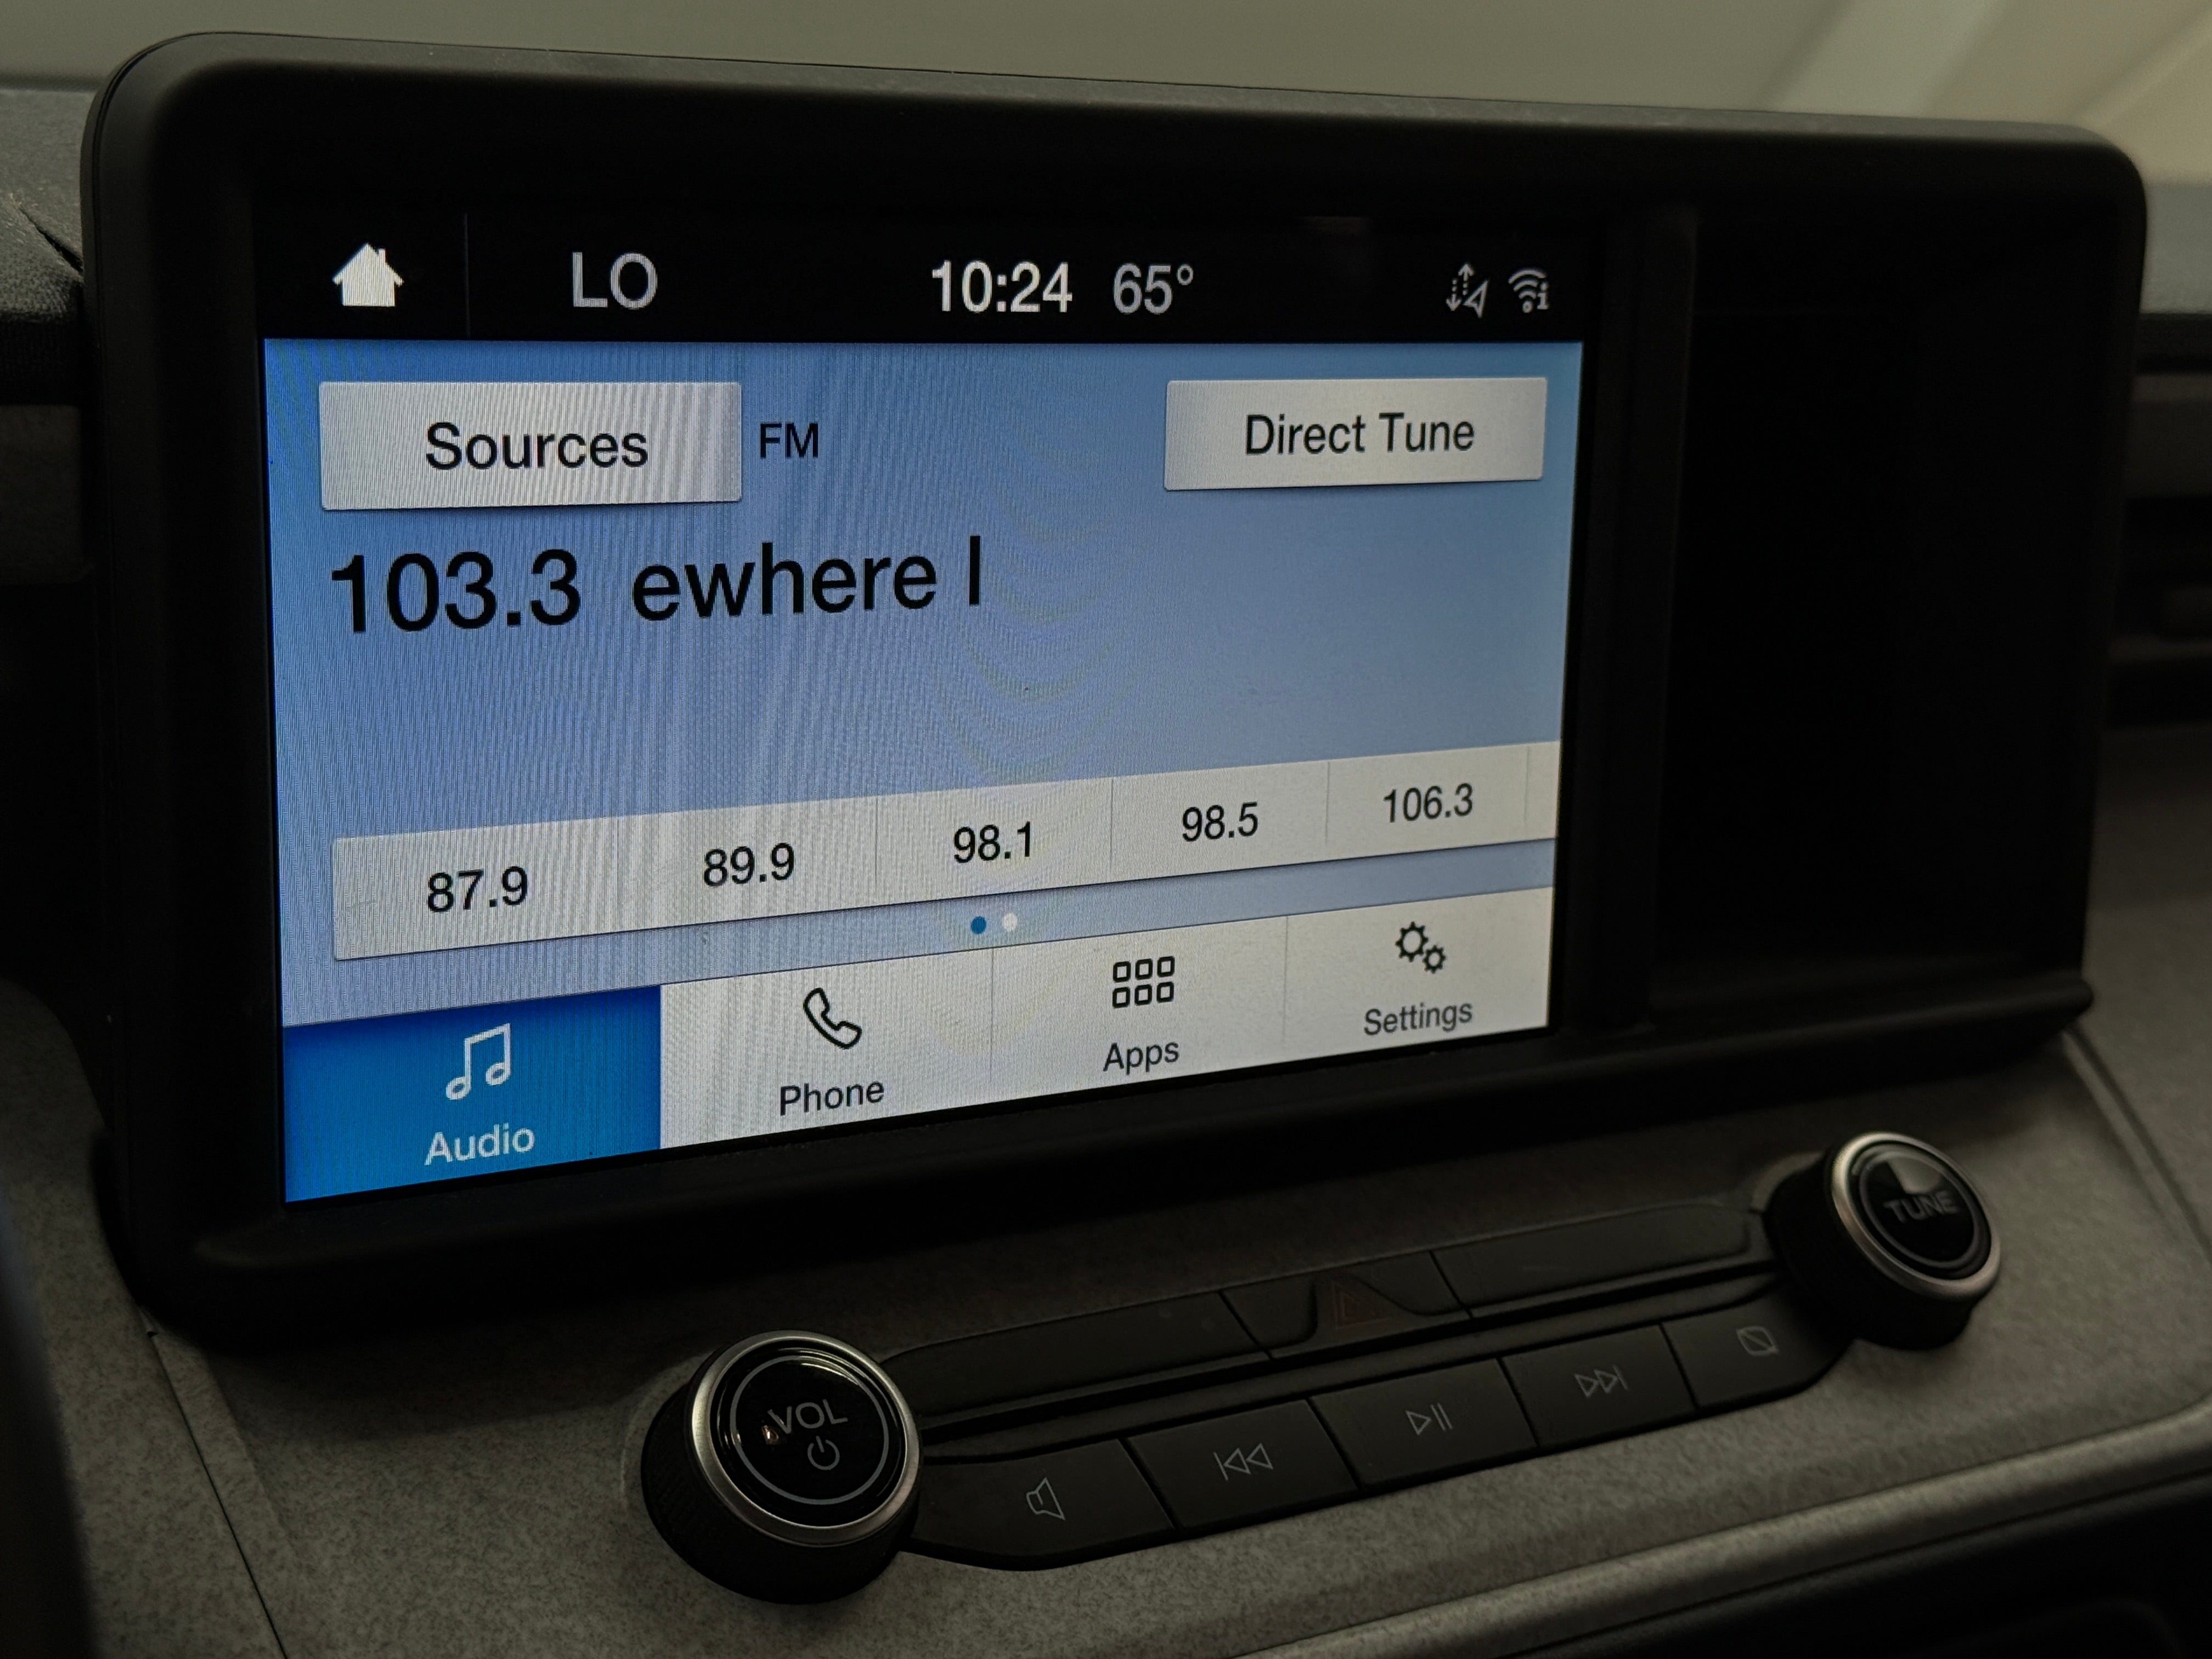 LO 10:24 65°
Sources FM Direct Tune
103.3 ewhere I
87.9 89.9 98.1 98.5 106.3
Audio Phone Apps Settings
TUNE
VOL